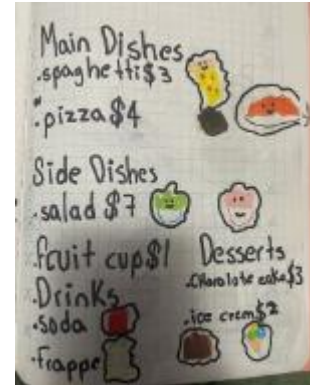 Main Dishes
.spaghetti $3
.pizza $4
Side Dishes
.salad $7
.fruit cup $1
Desserts
.Chocolate cake $3
.Drinks
.soda
.ice crem $2
.frappe